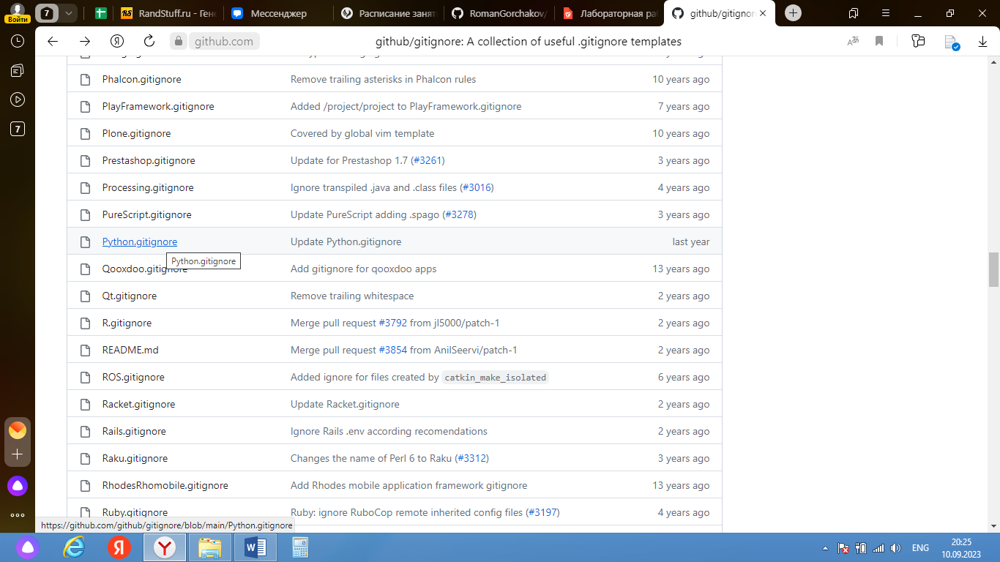 7
RandStuff.ru - Ген
Мессенджер
Расписание занят
RomanGorchakov/
Лабораторная ра
github/gitignor
Войти
github.com
github/gitignore: A collection of useful .gitignore templates
7
Phalcon.gitignore Remove trailing asterisks in Phalcon rules 10 years ago
PlayFramework.gitignore Added /project/project to PlayFramework.gitignore 7 years ago
Plone.gitignore Covered by global vim template 10 years ago
Prestashop.gitignore Update for Prestashop 1.7 (#3261) 3 years ago
Processing.gitignore Ignore transpiled .java and .class files (#3016) 4 years ago
PureScript.gitignore Update PureScript adding .spago (#3278) 3 years ago
Python.gitignore Update Python.gitignore last year
Python.gitignore
Qooxdoo.gitignore Add gitignore for qooxdoo apps 13 years ago
Qt.gitignore Remove trailing whitespace 2 years ago
R.gitignore Merge pull request #3792 from jl5000/patch-1 2 years ago
README.md Merge pull request #3854 from AnilSeervi/patch-1 2 years ago
ROS.gitignore Added ignore for files created by catkin_make_isolated 6 years ago
Racket.gitignore Update Racket.gitignore 2 years ago
Rails.gitignore Ignore Rails .env according recomendations 2 years ago
Raku.gitignore Changes the name of Perl 6 to Raku (#3312) 3 years ago
RhodesRhomobile.gitignore Add Rhodes mobile application framework gitignore 13 years ago
Ruby.gitignore Ruby: ignore RuboCop remote inherited config files (#3197) 4 years ago
https://github.com/github/gitignore/blob/main/Python.gitignore
ENG
20:25
10.09.2023